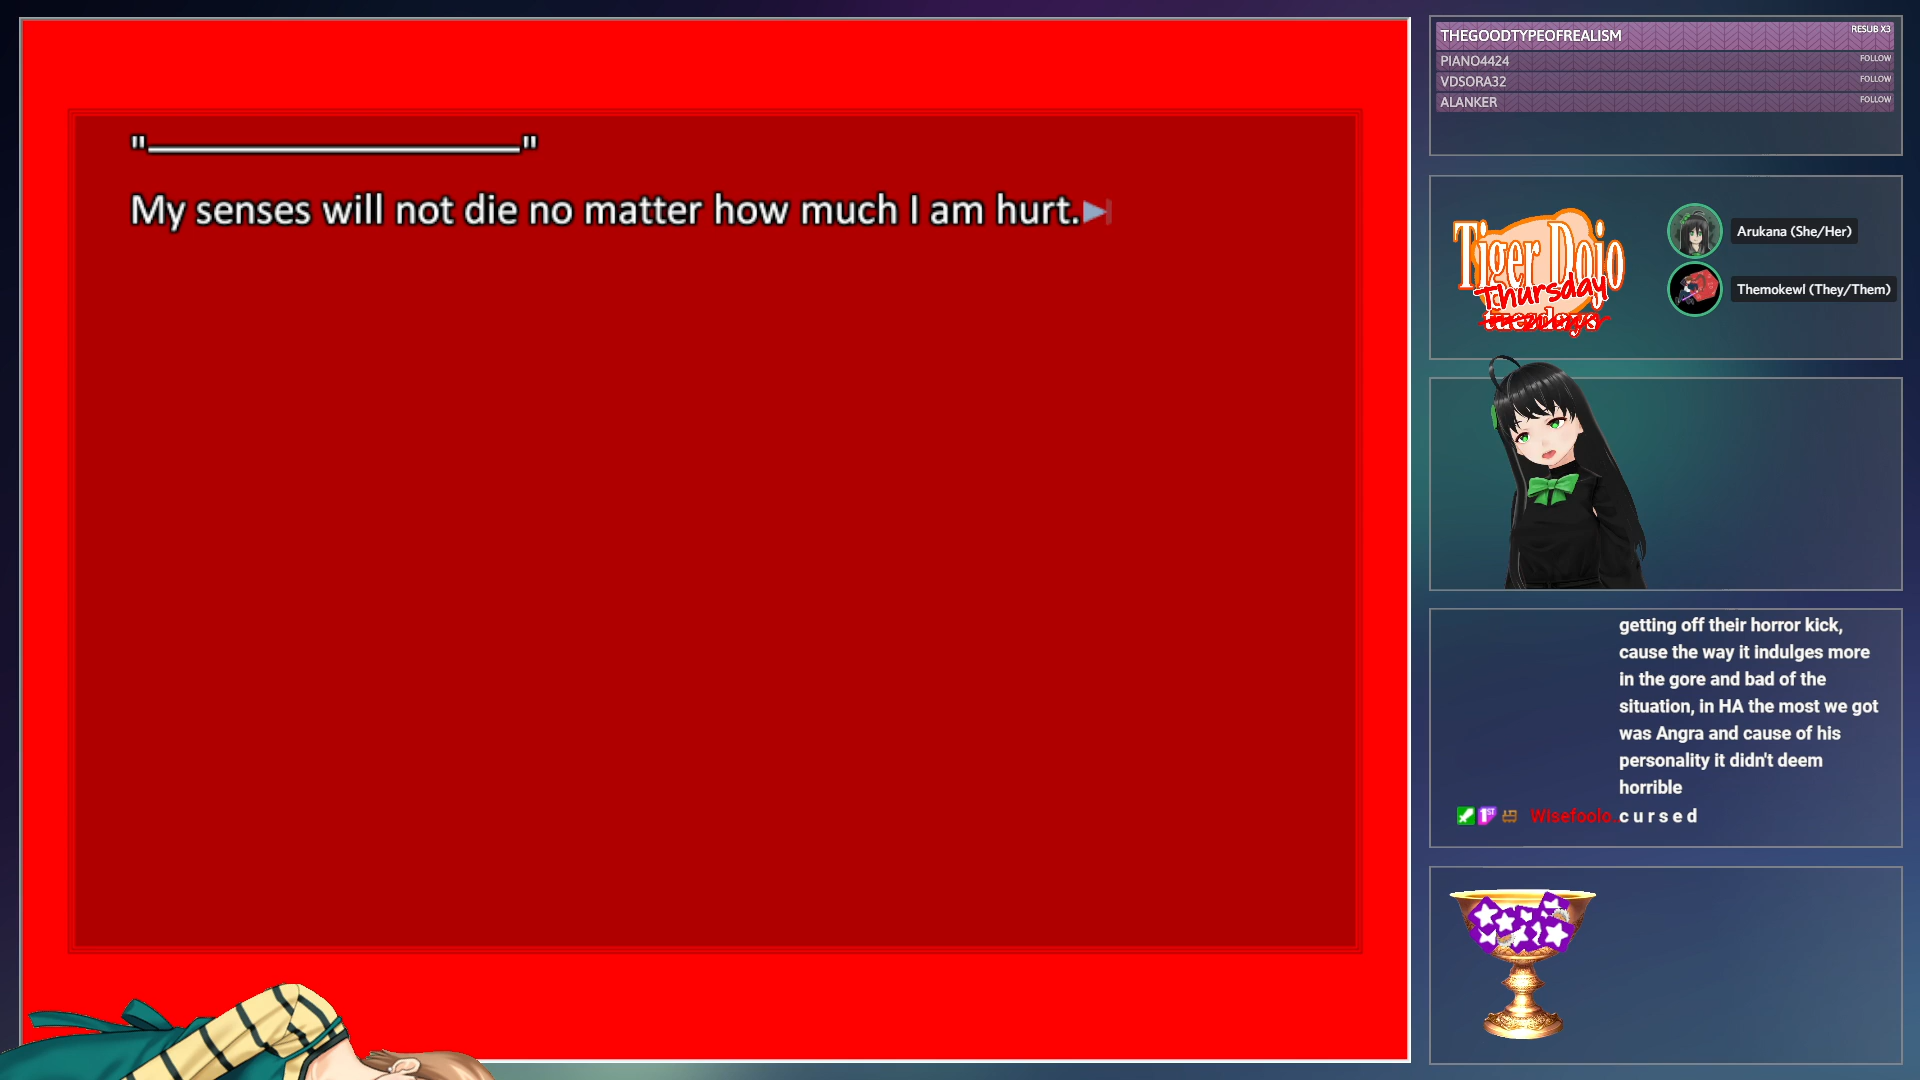 "———————"
My senses will not die no matter how much I am hurt.
THEGOODTYPEOFREALISM RESUB X3
PIANO4424 FOLLOW
VDSORA32 FOLLOW
ALANKER FOLLOW
Tiger Dojo
Thursday
tuesdays
Arukana (She/Her)
Themokewl (They/Them)
getting off their horror kick,
cause the way it indulges more
in the gore and bad of the
situation, in HA the most we got
was Angra and cause of his
personality it didn't deem
horrible
1ST Wisefoolo.. c u r s e d